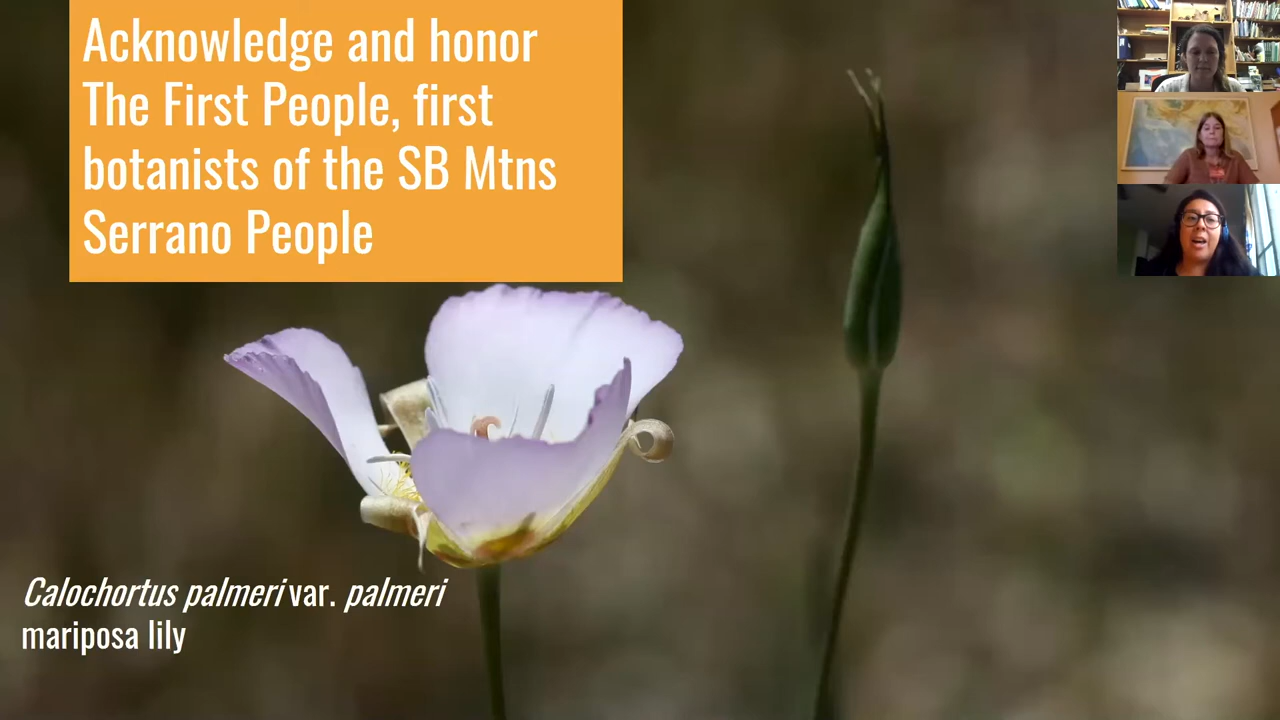 Acknowledge and honor
The First People, first
botanists of the SB Mtns
Serrano People
Calochortus palmeri var. palmeri
mariposa lily